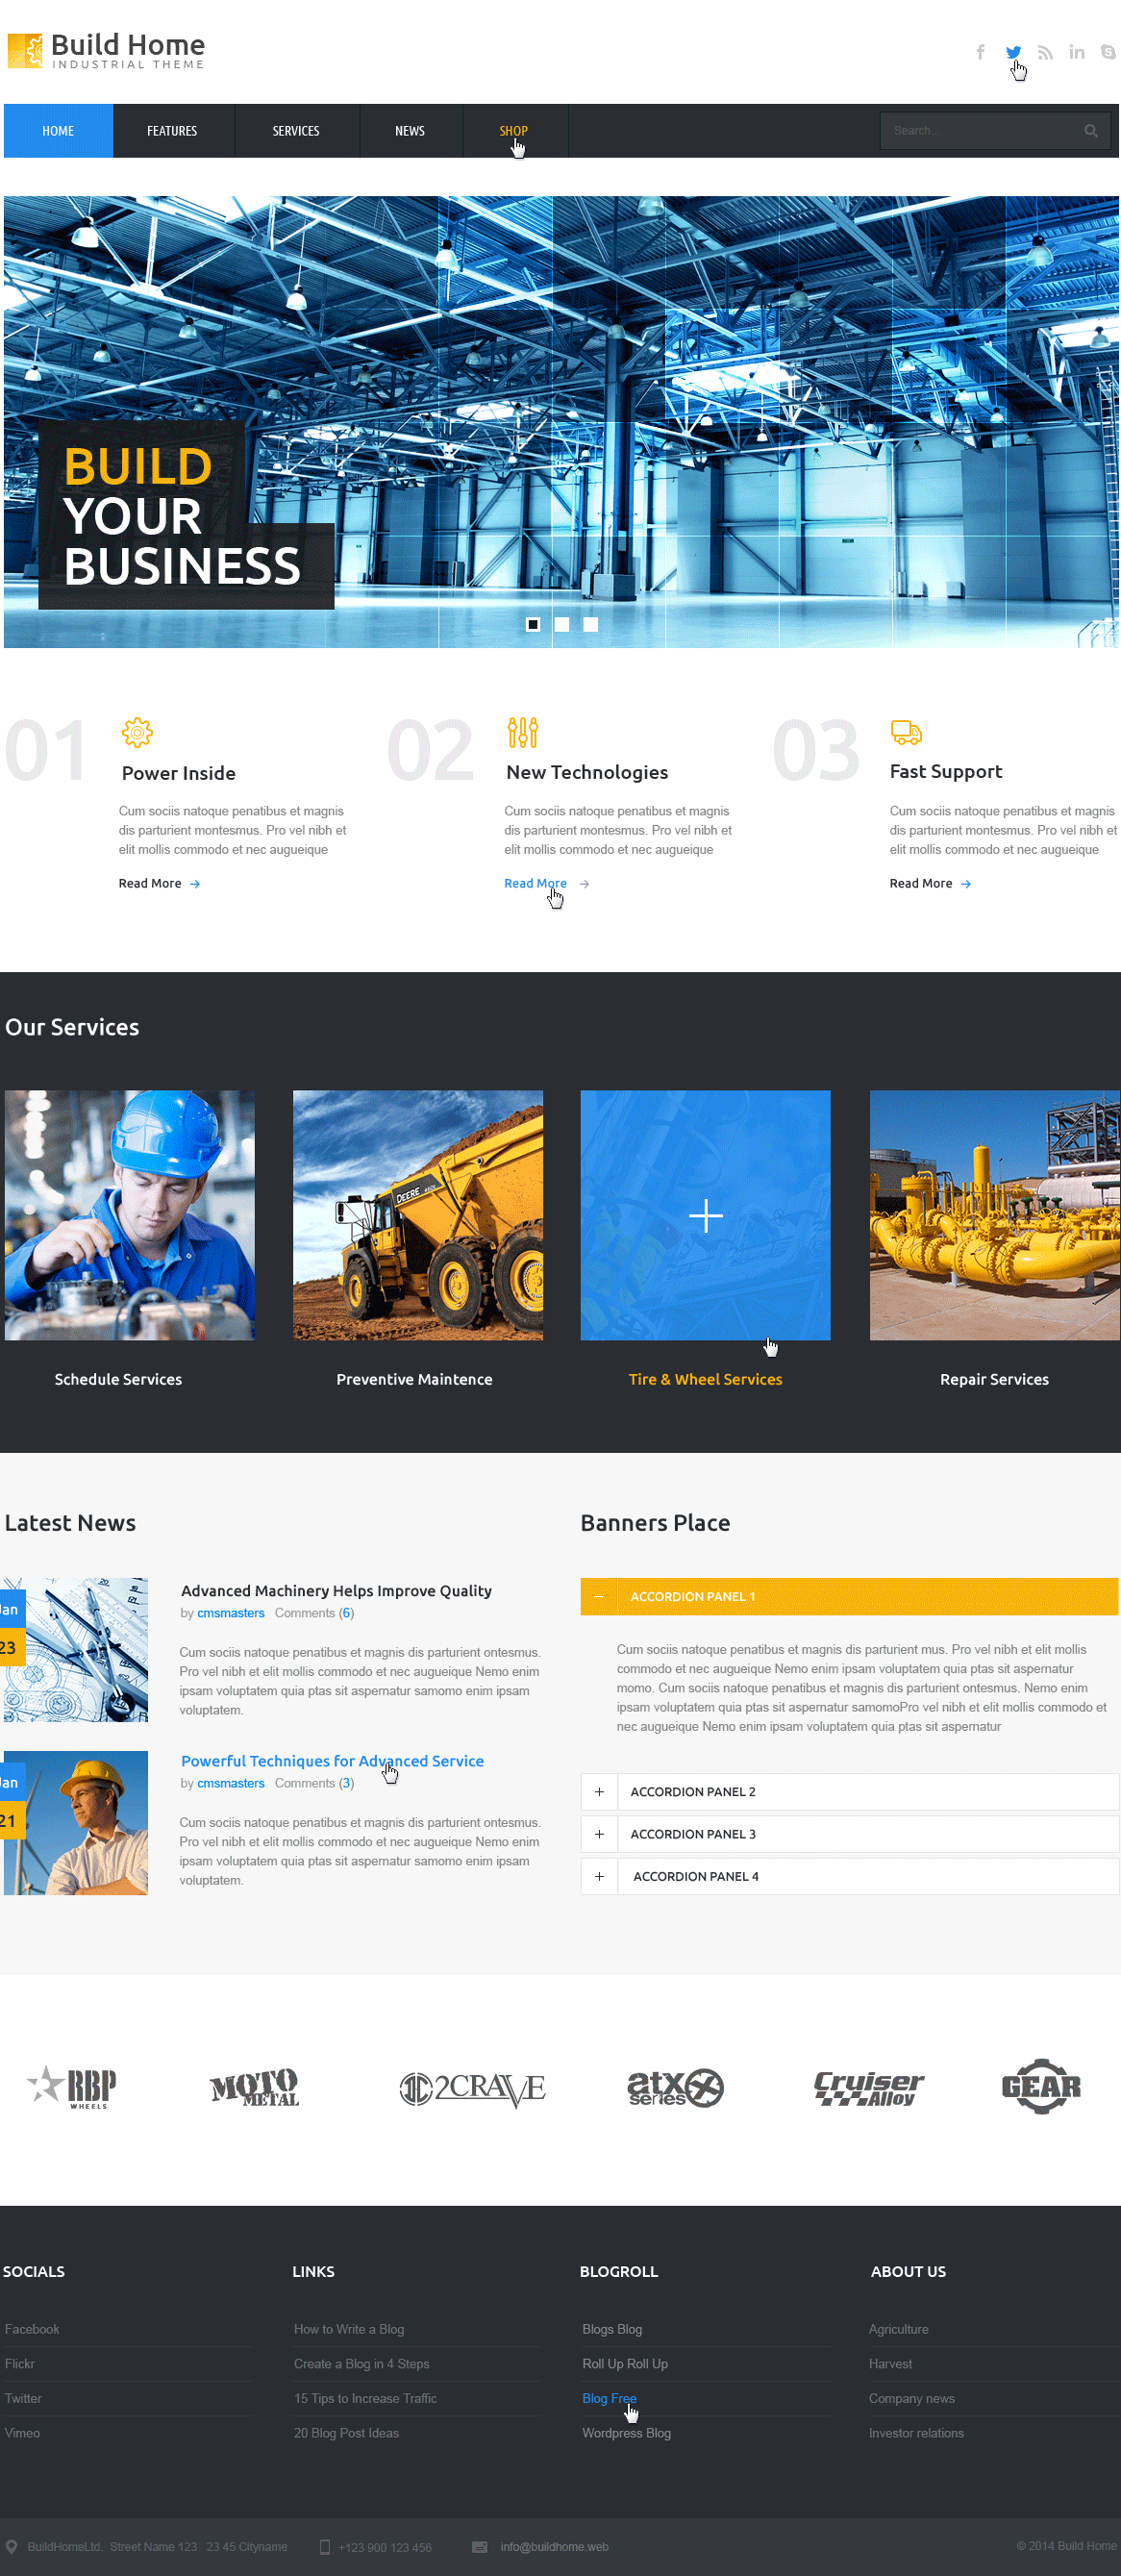 Build Home
INDUSTRIAL THEME
HOME
FEATURES
SERVICES
NEWS
SHOP
Search...
BUILD
YOUR
BUSINESS
01
Power Inside
Cum sociis natoque penatibus et magnis
dis parturient montesmus. Pro vel nibh et
elit mollis commodo et nec augueique
Read More
02
New Technologies
Cum sociis natoque penatibus et magnis
dis parturient montesmus. Pro vel nibh et
elit mollis commodo et nec augueique
Read More
03
Fast Support
Cum sociis natoque penatibus et magnis
dis parturient montesmus. Pro vel nibh et
elit mollis commodo et nec augueique
Read More
Our Services
DEERE
Schedule Services
Preventive Maintence
Tire & Wheel Services
Repair Services
Latest News
Jan
23
Advanced Machinery Helps Improve Quality
by cmsmasters Comments (6)
Cum sociis natoque penatibus et magnis dis parturient ontesmus.
Pro vel nibh et elit mollis commodo et nec augueique Nemo enim
ipsam voluptatem quia ptas sit aspernatur samomo enim ipsam
voluptatem.
Jan
21
Powerful Techniques for Advanced Service
by cmsmasters Comments (3)
Cum sociis natoque penatibus et magnis dis parturient ontesmus.
Pro vel nibh et elit mollis commodo et nec augueique Nemo enim
ipsam voluptatem quia ptas sit aspernatur samomo enim ipsam
voluptatem.
Banners Place
ACCORDION PANEL 1
Cum sociis natoque penatibus et magnis dis parturient mus. Pro vel nibh et elit mollis
commodo et nec augueique Nemo enim ipsam voluptatem quia ptas sit aspernatur
momo. Cum sociis natoque penatibus et magnis dis parturient ontesmus. Nemo enim
ipsam voluptatem quia ptas sit aspernatur samomoPro vel nibh et elit mollis commodo et
nec augueique Nemo enim ipsam voluptatem quia ptas sit aspernatur
ACCORDION PANEL 2
ACCORDION PANEL 3
ACCORDION PANEL 4
RBP
WHEELS
MOTO
METAL
2CRAVE
atx
series
Cruiser
Alloy
GEAR
SOCIALS
Facebook
Flickr
Twitter
Vimeo
LINKS
How to Write a Blog
Create a Blog in 4 Steps
15 Tips to Increase Traffic
20 Blog Post Ideas
BLOGROLL
Blogs Blog
Roll Up Roll Up
Blog Free
Wordpress Blog
ABOUT US
Agriculture
Harvest
Company news
Investor relations
BuildHomeLtd. Street Name 123 23 45 Cityname
+123 900 123 456
info@buildhome.web
© 2014 Build Home